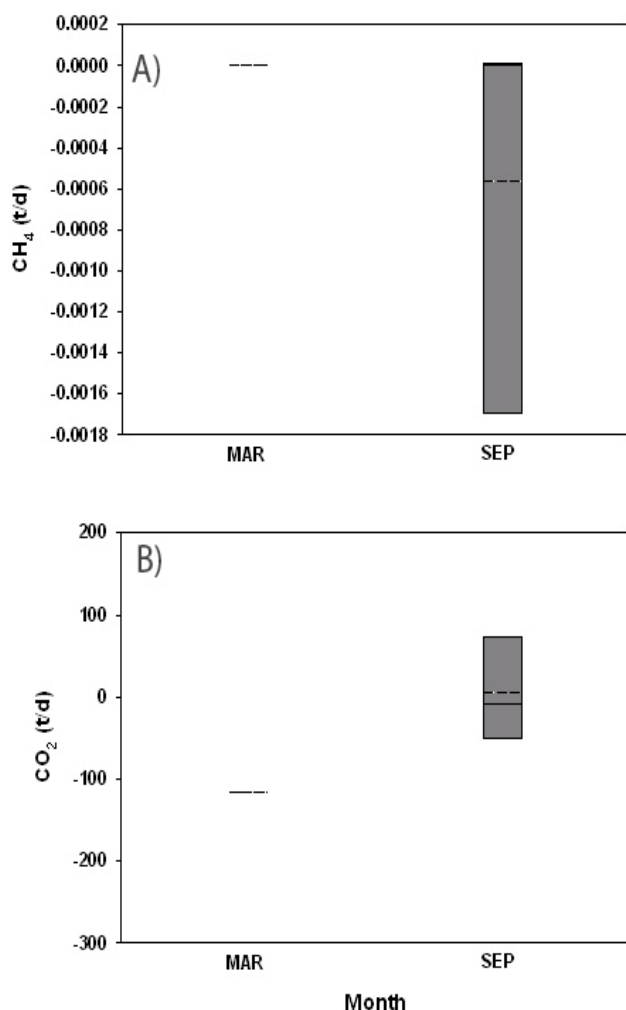 A)
0.0002
0.0000
-0.0002
-0.0004
-0.0006
-0.0008
-0.0010
-0.0012
-0.0014
-0.0016
-0.0018
CH₄ (t/d)
MAR SEP
B)
200
100
0
-100
-200
-300
CO₂ (t/d)
MAR SEP
Month